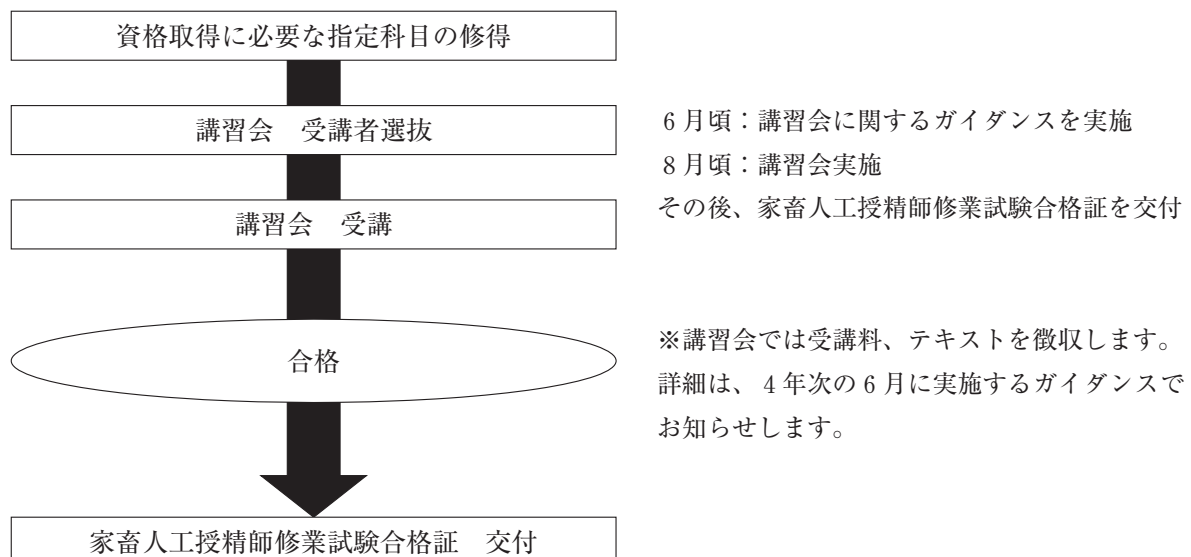 資格取得に必要な指定科目の修得
講習会　受講者選抜
講習会　受講
合格
家畜人工授精師修業試験合格証　交付
6月頃：講習会に関するガイダンスを実施
8月頃：講習会実施
その後、家畜人工授精師修業試験合格証を交付
※講習会では受講料、テキストを徴収します。
詳細は、4年次の6月に実施するガイダンスで
お知らせします。